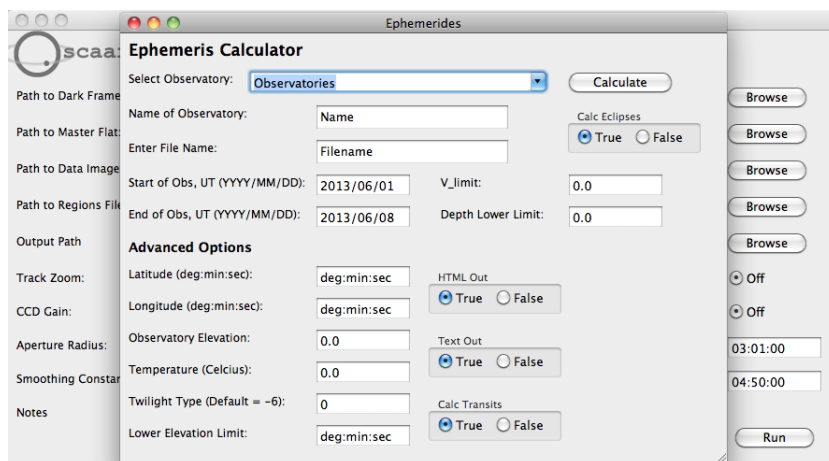 Ephemerides
Ephemeris Calculator
Select Observatory: Observatories Calculate
Name of Observatory: Name
Calc Eclipses
True False
Enter File Name: Filename
Start of Obs, UT (YYYY/MM/DD): 2013/06/01 V_limit: 0.0
End of Obs, UT (YYYY/MM/DD): 2013/06/08 Depth Lower Limit: 0.0
Advanced Options
Latitude (deg:min:sec): deg:min:sec
HTML Out
True False
Longitude (deg:min:sec): deg:min:sec
Observatory Elevation: 0.0
Text Out
True False
Temperature (Celcius): 0.0
Twilight Type (Default = -6): 0
Calc Transits
True False
Lower Elevation Limit: deg:min:sec
scaa
Path to Dark Frame Browse
Path to Master Flat Browse
Path to Data Image Browse
Path to Regions File Browse
Output Path Browse
Track Zoom: Off
CCD Gain: Off
Aperture Radius: 03:01:00
Smoothing Constan 04:50:00
Notes
Run